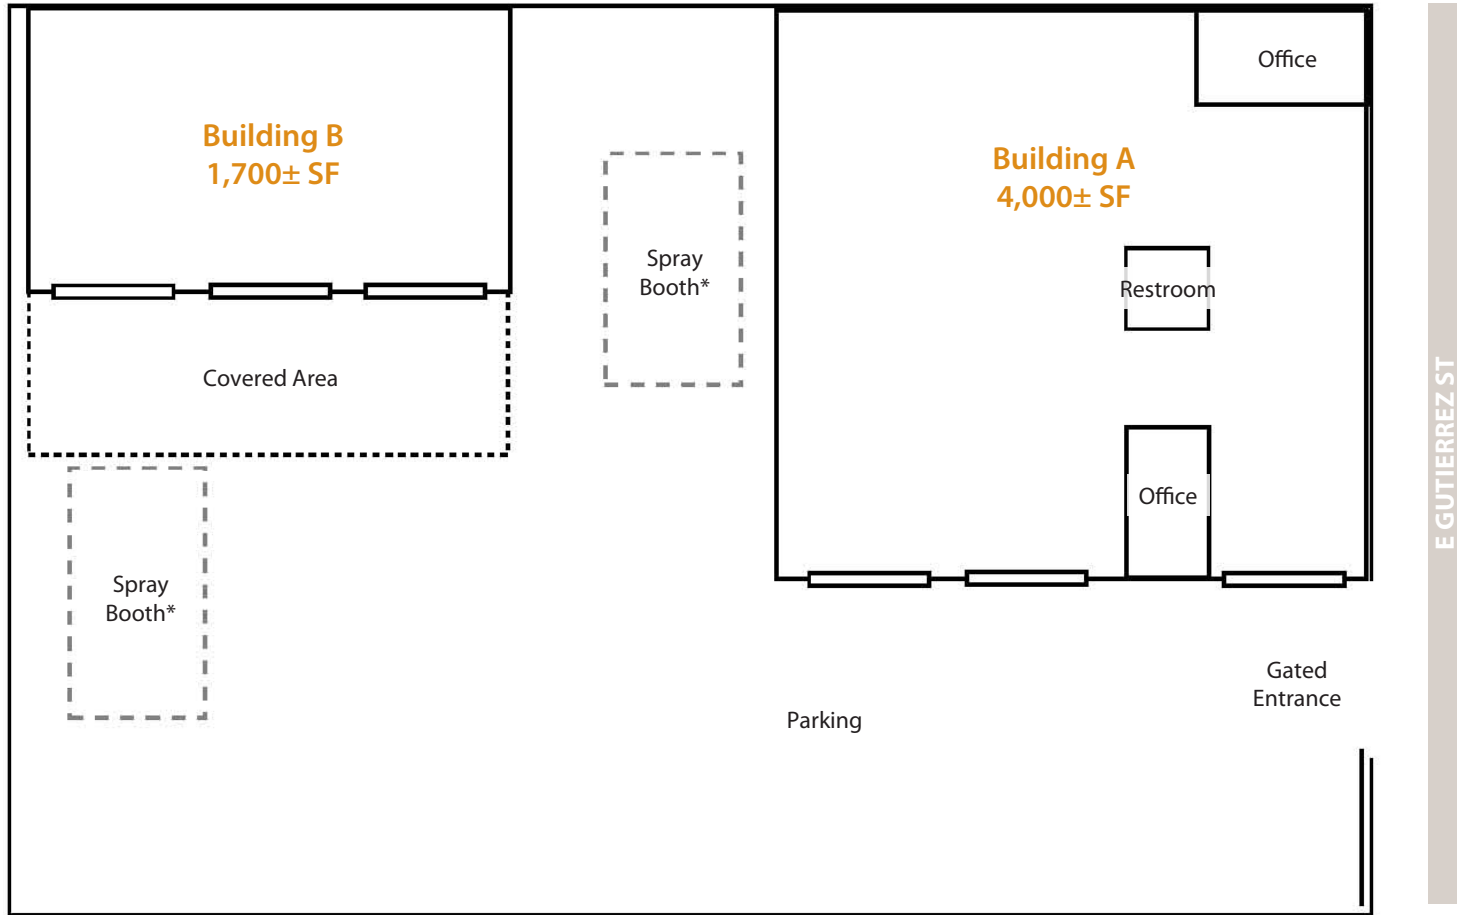 Office
Building B
1,700± SF
Building A
4,000± SF
Spray
Booth*
Restroom
Covered Area
Office
Spray
Booth*
Gated
Entrance
Parking
E GUTIERREZ ST